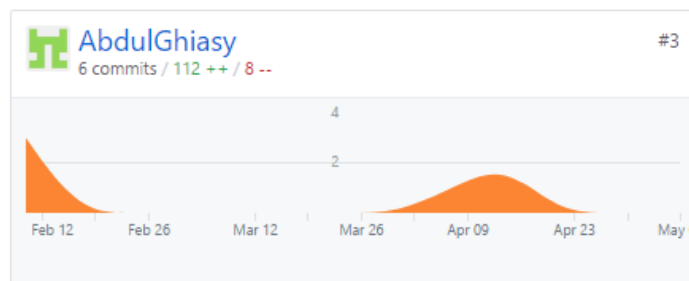 AbdulGhiasy
#3
6 commits / 112 ++ / 8 --
4
2
Feb 12 Feb 26 Mar 12 Mar 26 Apr 09 Apr 23 May